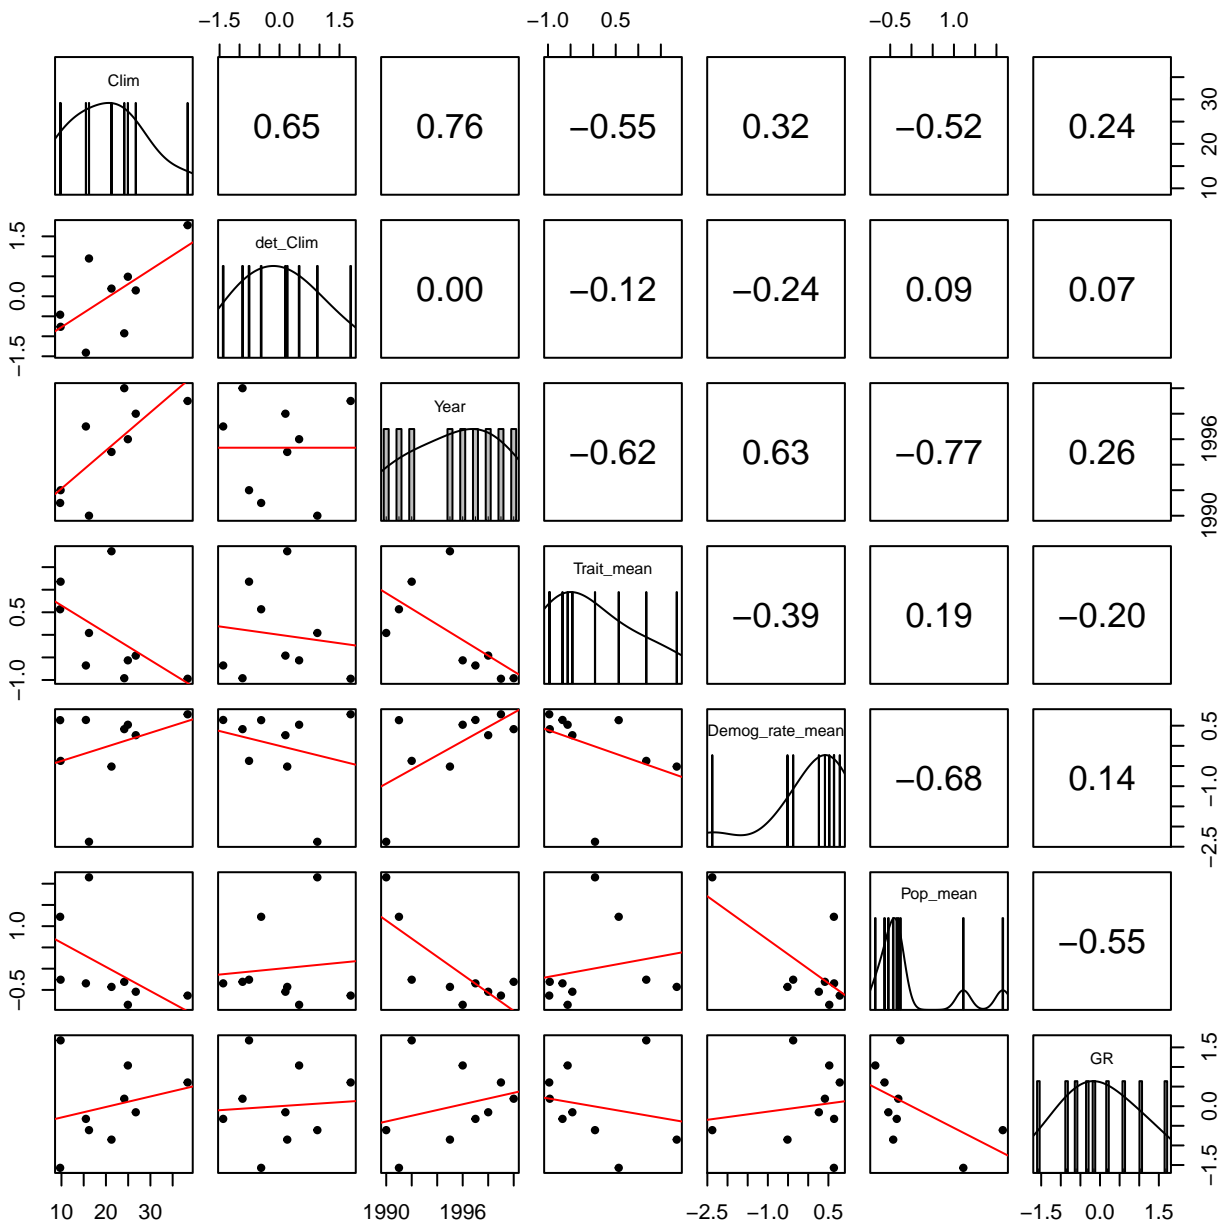 −1.5 0.0 1.5 −1.0 0.5 −0.5 1.0
Clim 0.65 0.76 −0.55 0.32 −0.52 0.24
10 20 30
−1.5 0.0 1.5
det_Clim 0.00 −0.12 −0.24 0.09 0.07
Year −0.62 0.63 −0.77 0.26
1990 1996
−1.0 0.5
Trait_mean −0.39 0.19 −0.20
Demog_rate_mean −0.68 0.14
−2.5 −1.0 0.5
−0.5 1.0
Pop_mean −0.55
GR
−1.5 0.0 1.5
10 20 30 1990 1996 −2.5 −1.0 0.5 −1.5 0.0 1.5